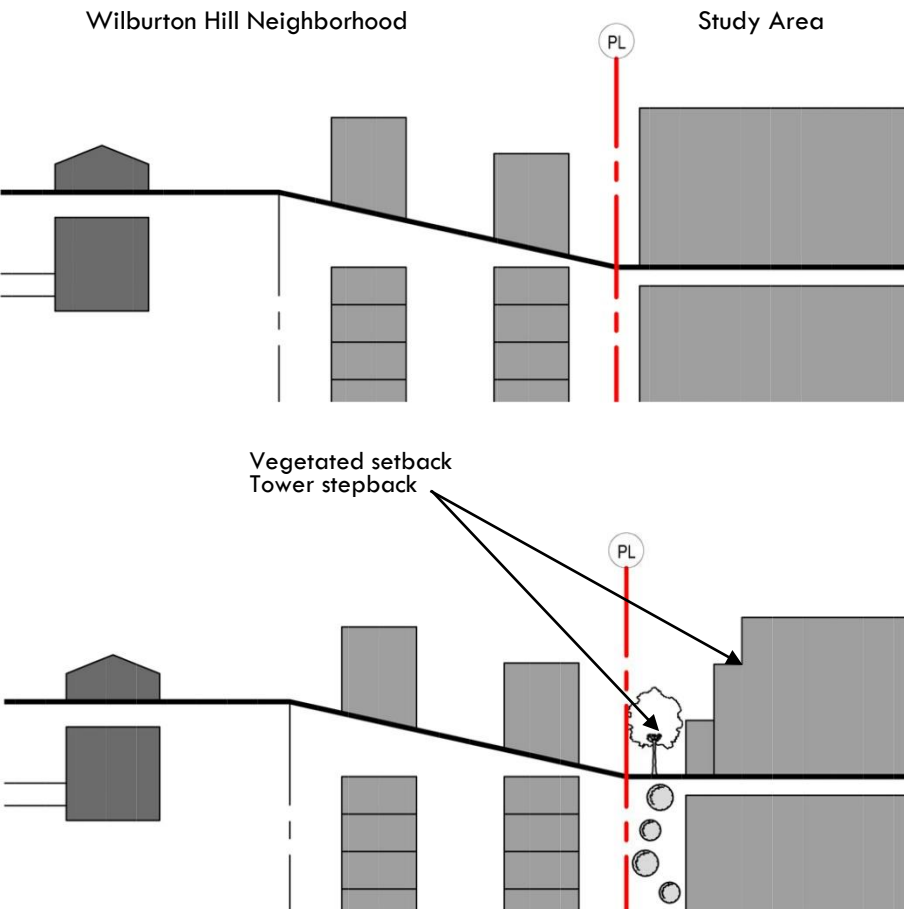 Wilburton Hill Neighborhood
Study Area
PL
Vegetated setback
Tower stepback
PL